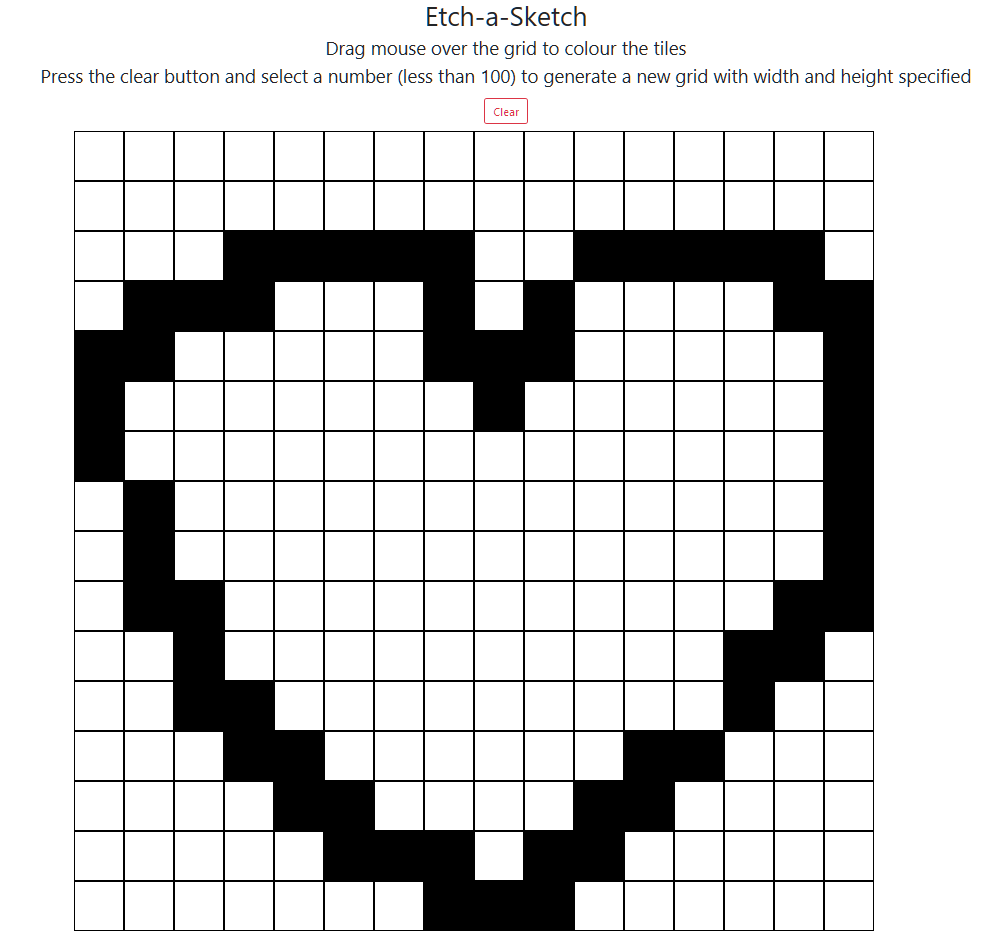 Etch-a-Sketch
Drag mouse over the grid to colour the tiles
Press the clear button and select a number (less than 100) to generate a new grid with width and height specified
Clear